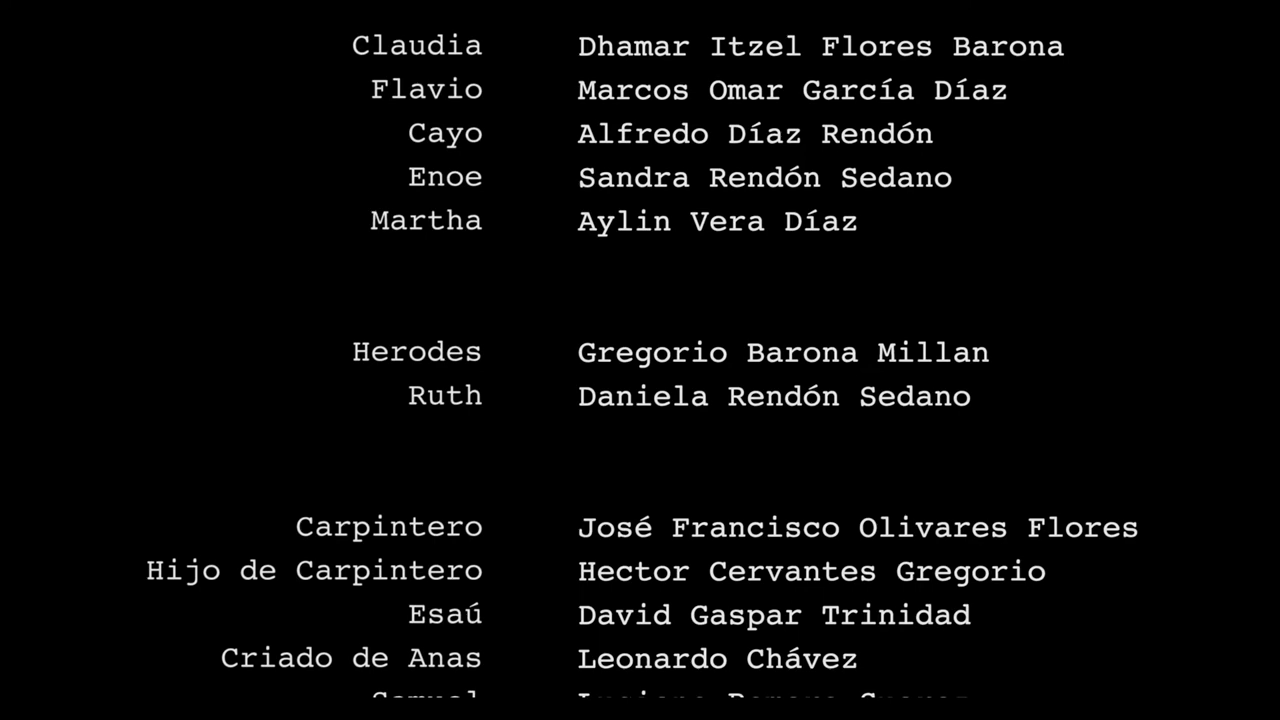 Claudia Dhamar Itzel Flores Barona
Flavio Marcos Omar García Díaz
Cayo Alfredo Díaz Rendón
Enoe Sandra Rendón Sedano
Martha Aylin Vera Díaz
Herodes Gregorio Barona Millan
Ruth Daniela Rendón Sedano
Carpintero José Francisco Olivares Flores
Hijo de Carpintero Hector Cervantes Gregorio
Esaú David Gaspar Trinidad
Criado de Anas Leonardo Chávez
Samuel